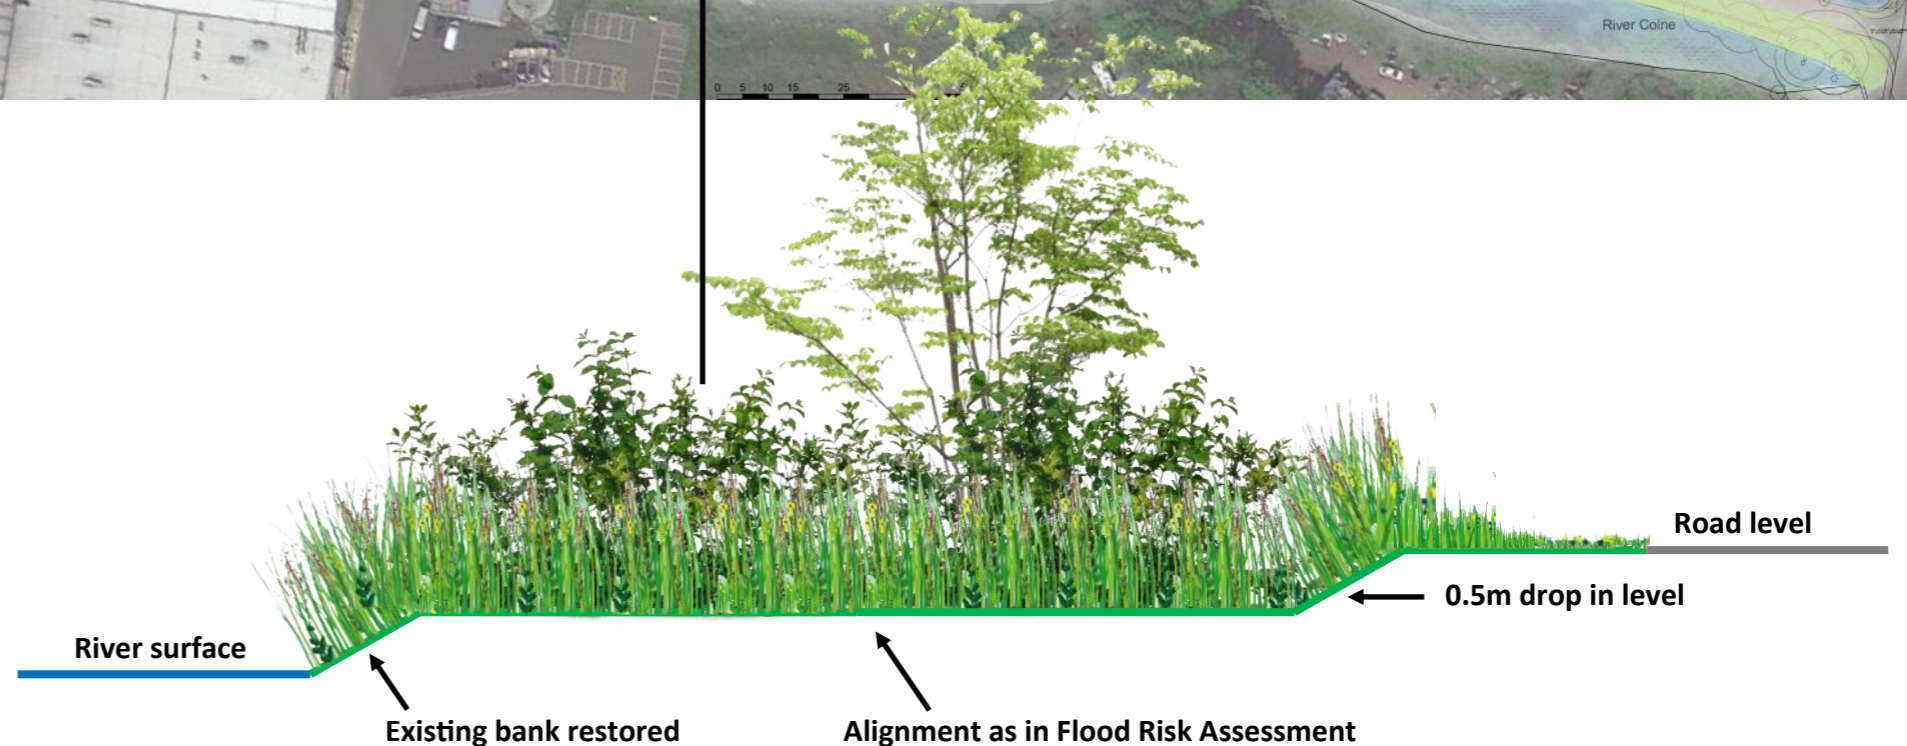 River Colne
0 5 10 15 25
Road level
0.5m drop in level
River surface
Existing bank restored
Alignment as in Flood Risk Assessment